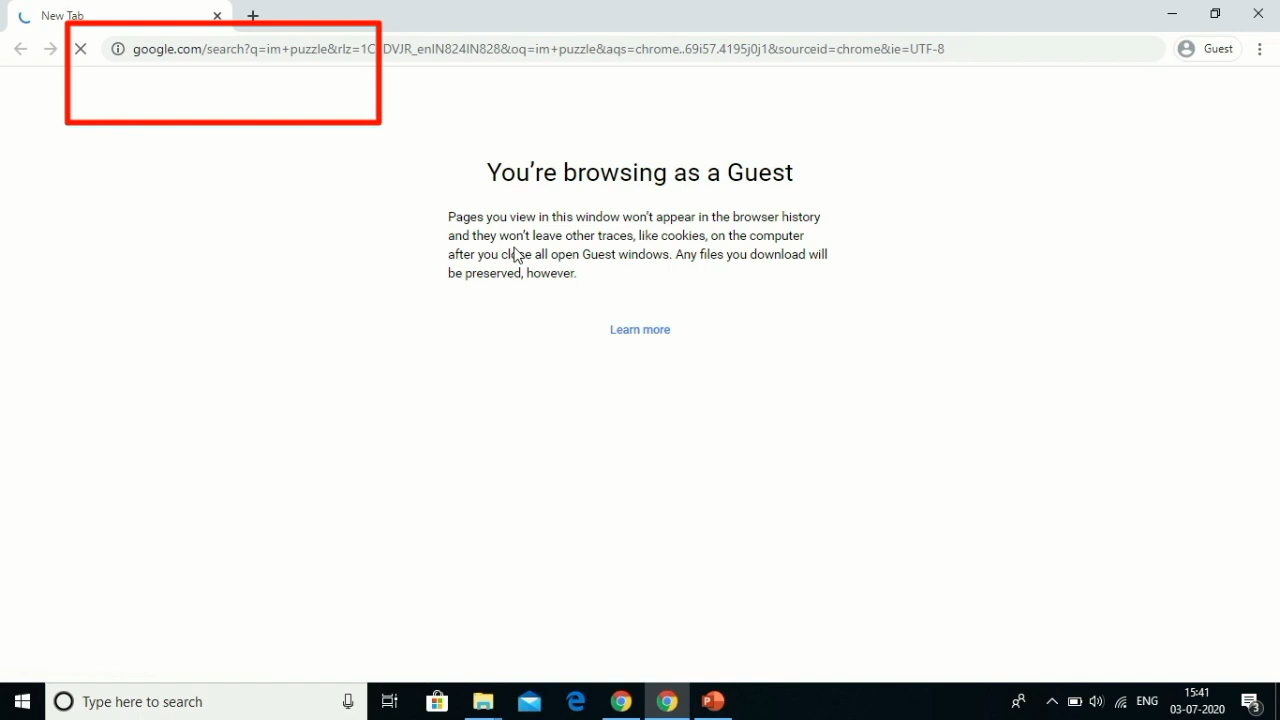 New Tab
google.com/search?q=im+puzzle&rlz=1C DVJR_enIN824IN828&oq=im+puzzle&aqs=chrome..69i57.4195j0j1&sourceid=chrome&ie=UTF-8
Guest
You're browsing as a Guest
Pages you view in this window won't appear in the browser history
and they won't leave other traces, like cookies, on the computer
after you close all open Guest windows. Any files you download will
be preserved, however.
Learn more
Type here to search
ENG
15:41
03-07-2020
3